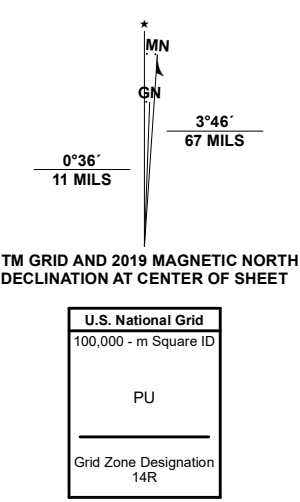 MN
GN
3°46´
67 MILS
0°36´
11 MILS
TM GRID AND 2019 MAGNETIC NORTH
DECLINATION AT CENTER OF SHEET
U.S. National Grid
100,000 - m Square ID
PU
Grid Zone Designation
14R